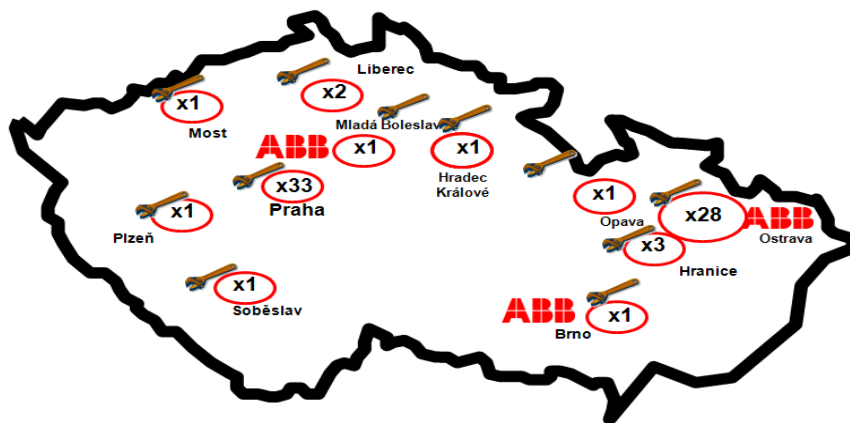 Liberec
x1
x2
Most
Mladá Boleslav
ABB
x1
x1
Hradec
Králové
x33
Praha
x1
Opava
x28
ABB
Ostrava
x1
Plzeň
x3
Hranice
x1
Soběslav
ABB
x1
Brno